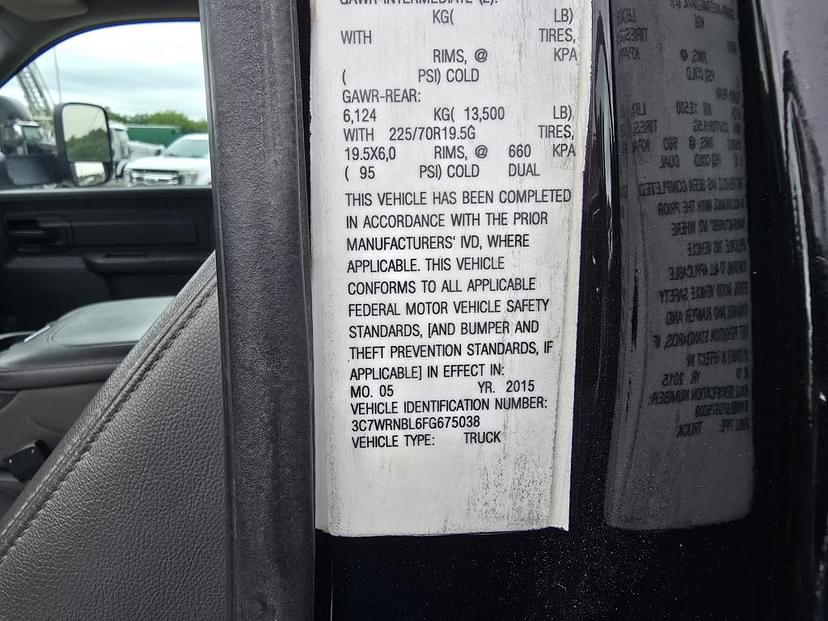 GAWR-INTERMEDIATE (2):
KG( LB)
WITH TIRES,
RIMS, @ KPA
( PSI) COLD
GAWR-REAR:
6,124 KG( 13,500 LB)
WITH 225/70R19.5G TIRES,
19.5X6,0 RIMS, @ 660 KPA
( 95 PSI) COLD DUAL
THIS VEHICLE HAS BEEN COMPLETED
IN ACCORDANCE WITH THE PRIOR
MANUFACTURERS' IVD, WHERE
APPLICABLE. THIS VEHICLE
CONFORMS TO ALL APPLICABLE
FEDERAL MOTOR VEHICLE SAFETY
STANDARDS, [AND BUMPER AND
THEFT PREVENTION STANDARDS, IF
APPLICABLE] IN EFFECT IN:
MO. 05 YR. 2015
VEHICLE IDENTIFICATION NUMBER:
3C7WRNBL6FG675038
VEHICLE TYPE: TRUCK